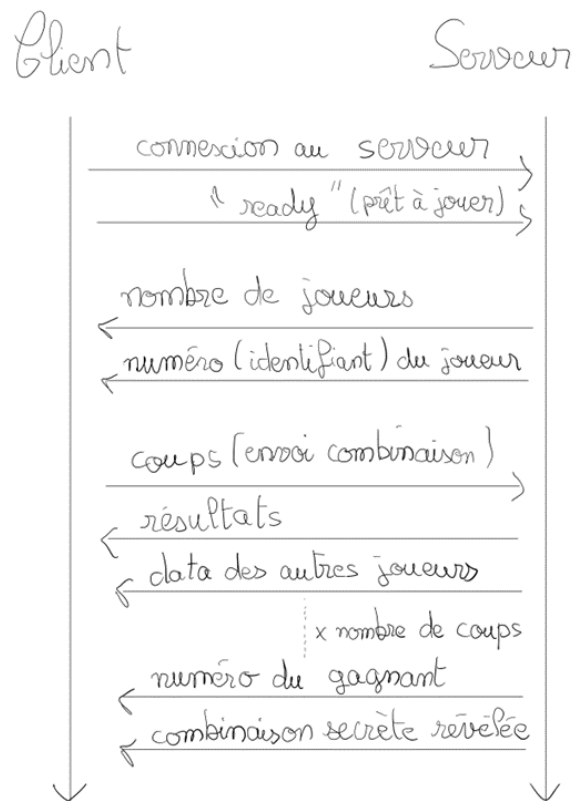 Client Serveur
connexion au serveur
"ready" (prêt à jouer)
nombre de joueurs
numéro (identifiant) du joueur
coups (envoi combinaison)
résultats
data des autres joueurs
x nombre de coups
numéro du gagnant
combinaison secrète révélée